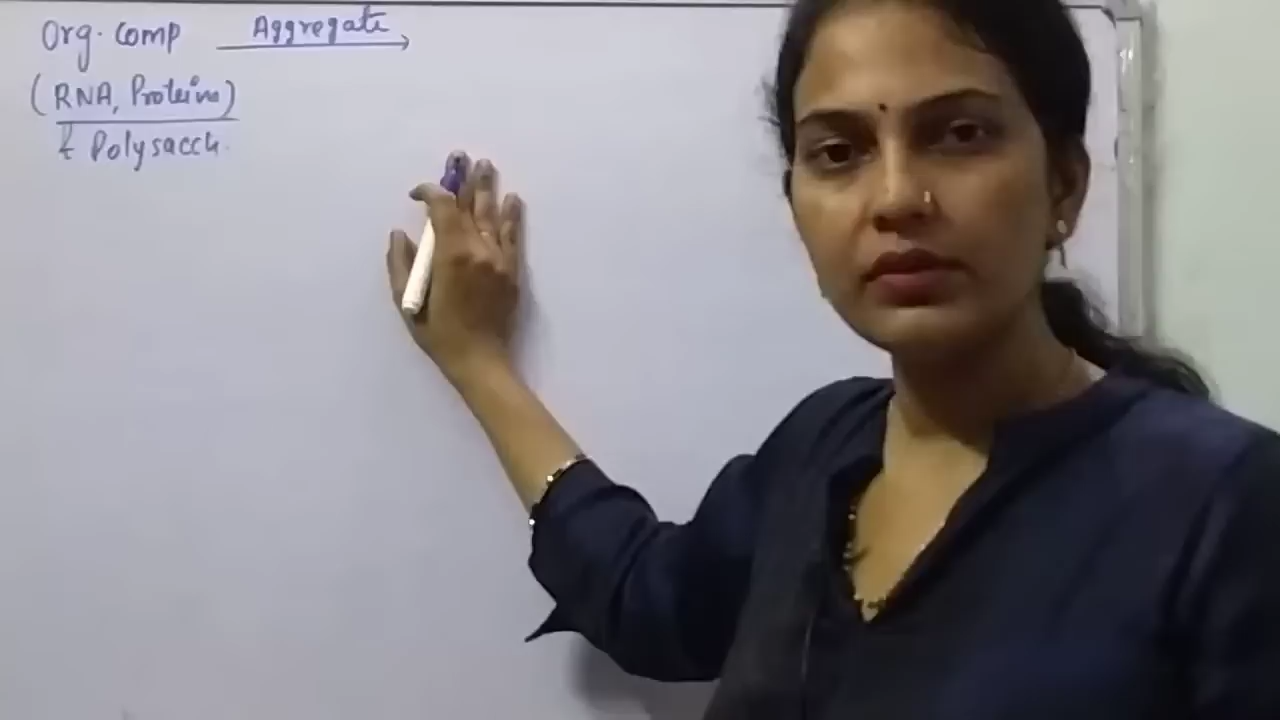 Org. Comp Aggregate
(RNA, Proteins)
& Polysacch.